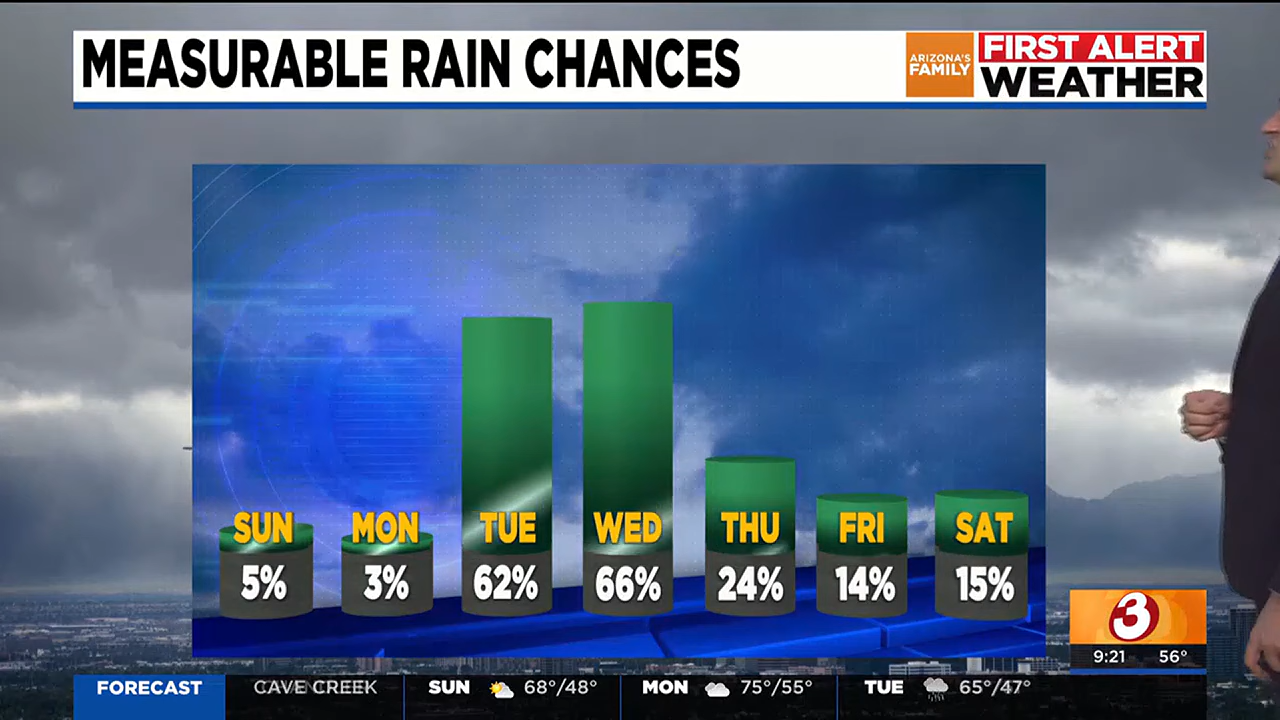 MEASURABLE RAIN CHANCES
ARIZONA'S
FAMILY
FIRST ALERT
WEATHER
SUN MON TUE WED THU FRI SAT
5% 3% 62% 66% 24% 14% 15%
3
9:21 56°
FORECAST CAVE CREEK SUN 68°/48° MON 75°/55° TUE 65°/47°